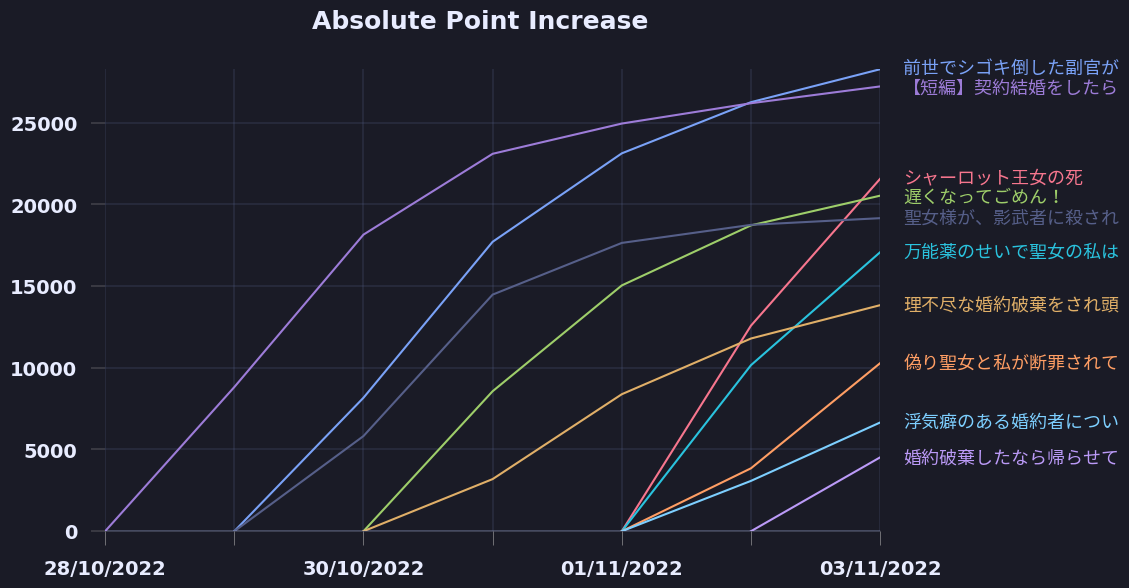 Absolute Point Increase
前世でシゴキ倒した副官が
【短編】契約結婚をしたら
25000
シャーロット王女の死
遅くなってごめん！
20000
聖女様が、影武者に殺され
万能薬のせいで聖女の私は
15000
理不尽な婚約破棄をされ頭
10000
偽り聖女と私が断罪されて
浮気癖のある婚約者につい
5000
婚約破棄したなら帰らせて
0
28/10/2022
30/10/2022
01/11/2022
03/11/2022